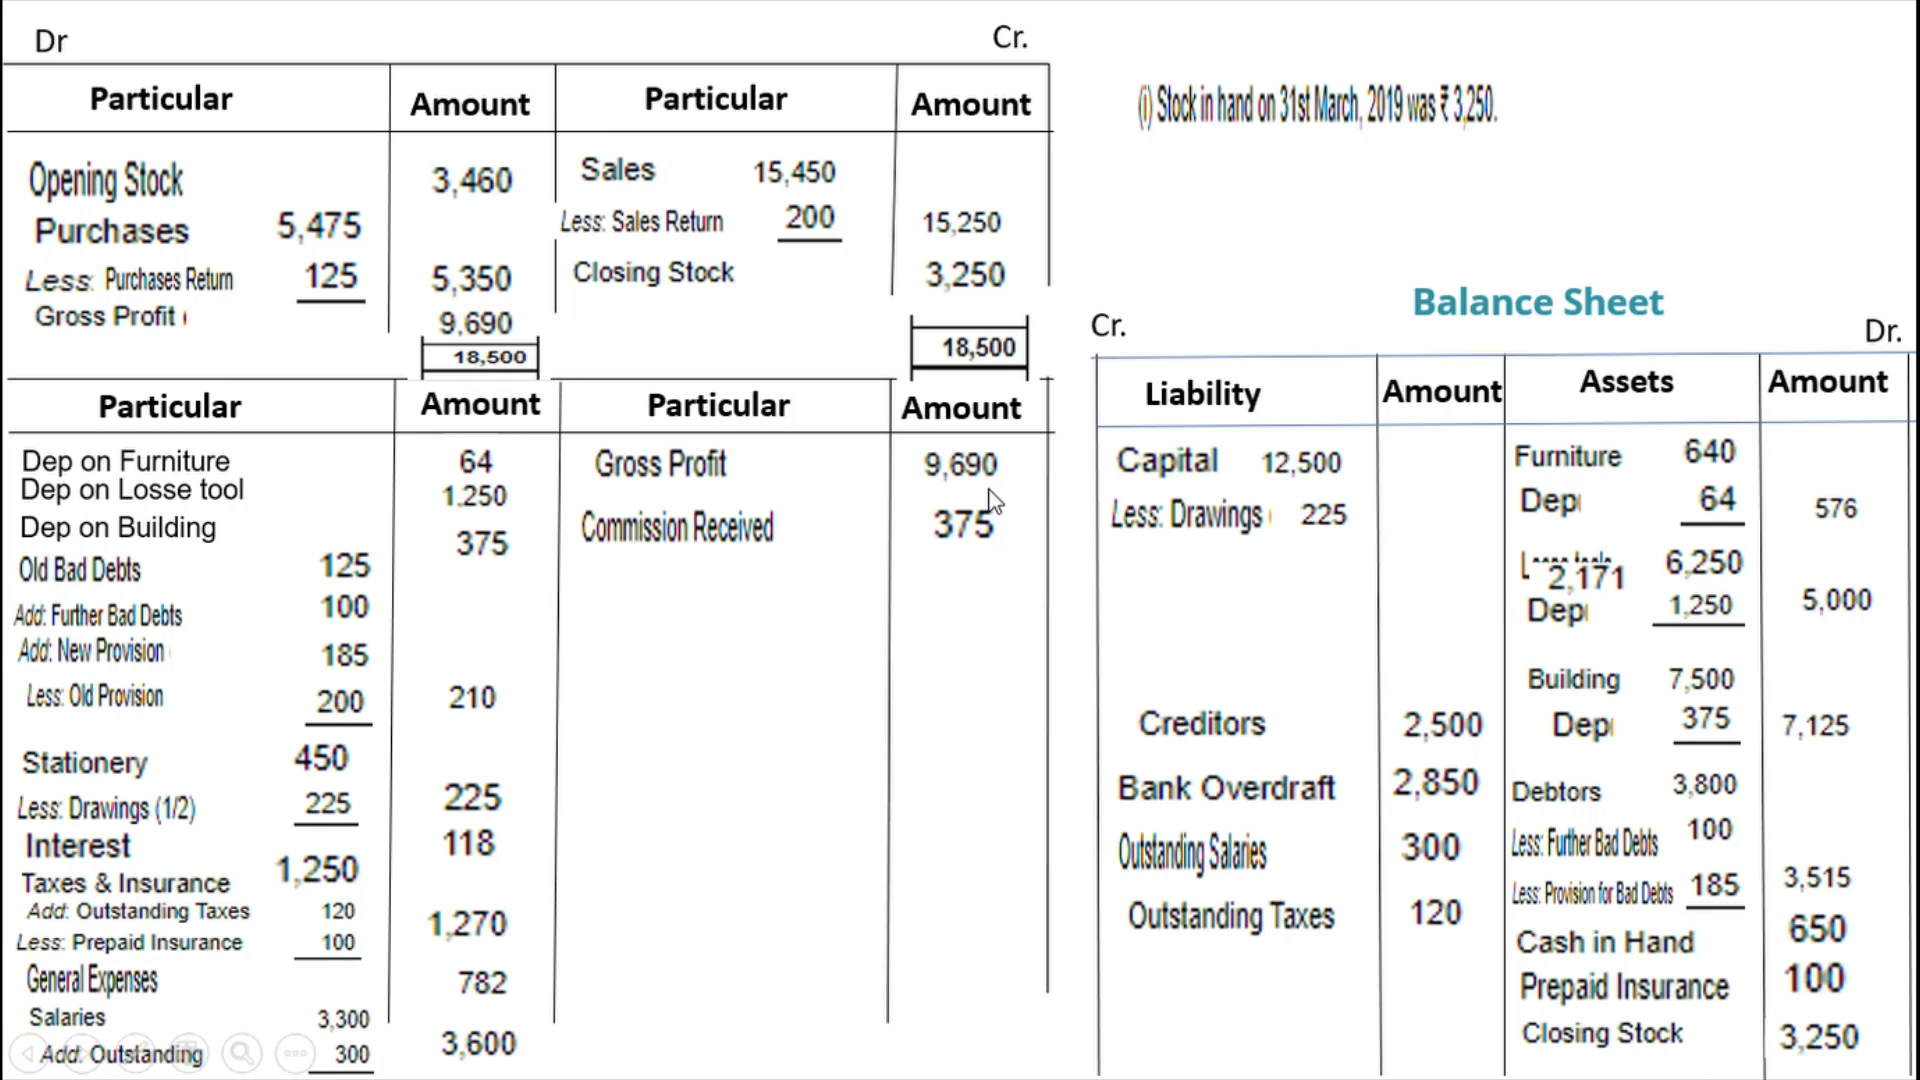 Dr
Cr.
Particular Amount Particular Amount
Opening Stock 3,460 Sales 15,450
Purchases 5,475 Less: Sales Return 200 15,250
Less: Purchases Return 125 5,350 Closing Stock 3,250
Gross Profit 9,690
18,500 18,500
Particular Amount Particular Amount
Dep on Furniture 64 Gross Profit 9,690
Dep on Losse tool 1,250
Dep on Building 375 Commission Received 375
Old Bad Debts 125
Add: Further Bad Debts 100
Add: New Provision 185
Less: Old Provision 200 210
Stationery 450
Less: Drawings (1/2) 225 225
Interest 118
Taxes & Insurance 1,250
Add: Outstanding Taxes 120
Less: Prepaid Insurance 100 1,270
General Expenses 782
Salaries 3,300
Add: Outstanding 300 3,600
(i) Stock in hand on 31st March, 2019 was ₹ 3,250.
Balance Sheet
Cr.
Dr.
Liability Amount Assets Amount
Capital 12,500 Furniture 640
Less: Drawings 225 Dep 64 576
6,250
2,171
Dep 1,250 5,000
Building 7,500
Creditors 2,500 Dep 375 7,125
Bank Overdraft 2,850 Debtors 3,800
Outstanding Salaries 300 Less: Further Bad Debts 100
Less: Provision for Bad Debts 185 3,515
Outstanding Taxes 120 Cash in Hand 650
Prepaid Insurance 100
Closing Stock 3,250